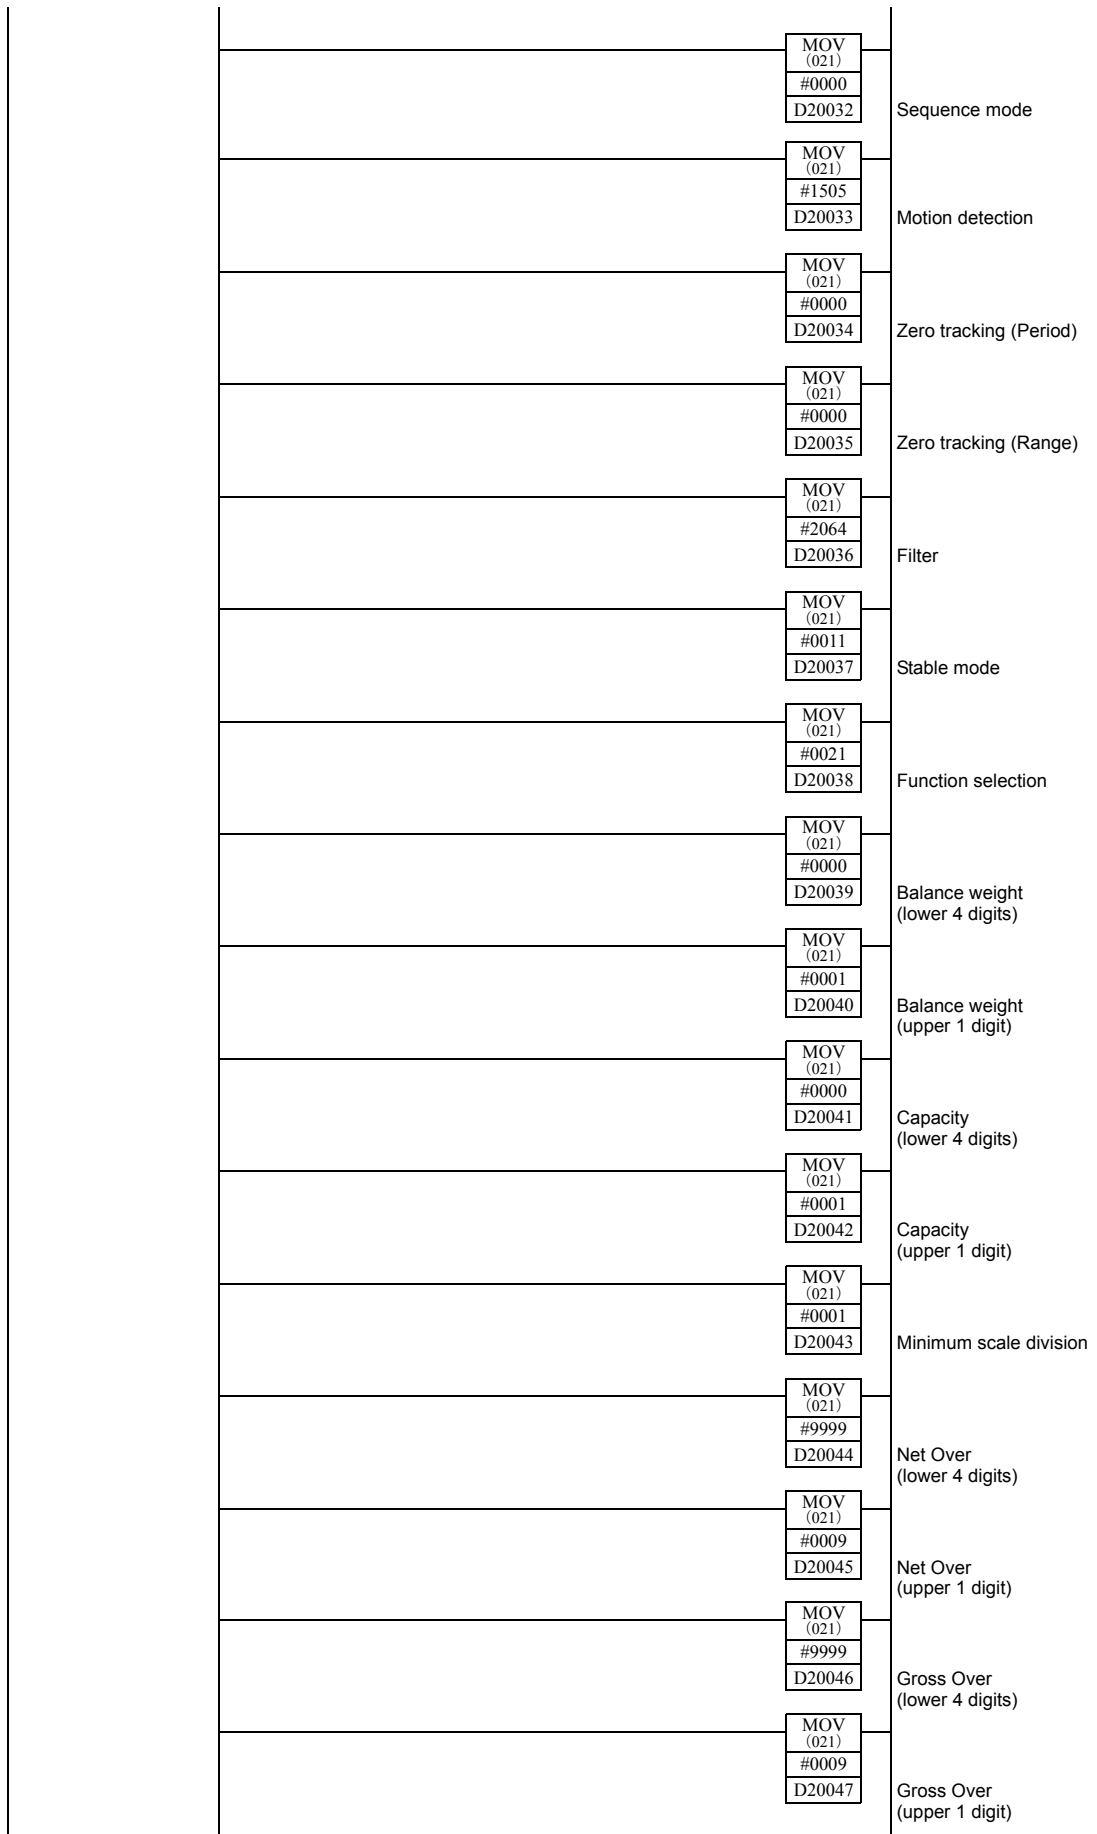 MOV
(021)
#0000
D20032
Sequence mode
MOV
(021)
#1505
D20033
Motion detection
MOV
(021)
#0000
D20034
Zero tracking (Period)
MOV
(021)
#0000
D20035
Zero tracking (Range)
MOV
(021)
#2064
D20036
Filter
MOV
(021)
#0011
D20037
Stable mode
MOV
(021)
#0021
D20038
Function selection
MOV
(021)
#0000
D20039
Balance weight
(lower 4 digits)
MOV
(021)
#0001
D20040
Balance weight
(upper 1 digit)
MOV
(021)
#0000
D20041
Capacity
(lower 4 digits)
MOV
(021)
#0001
D20042
Capacity
(upper 1 digit)
MOV
(021)
#0001
D20043
Minimum scale division
MOV
(021)
#9999
D20044
Net Over
(lower 4 digits)
MOV
(021)
#0009
D20045
Net Over
(upper 1 digit)
MOV
(021)
#9999
D20046
Gross Over
(lower 4 digits)
MOV
(021)
#0009
D20047
Gross Over
(upper 1 digit)